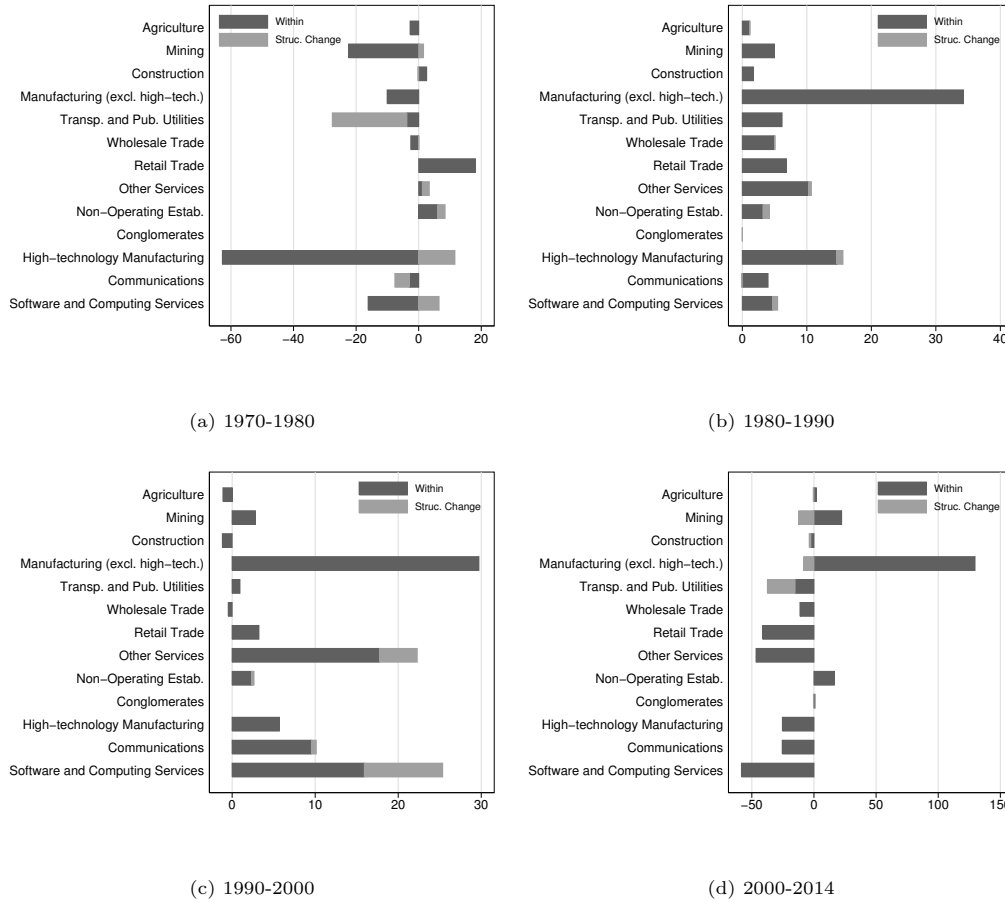 Agriculture
Mining
Construction
Manufacturing (excl. high−tech.)
Transp. and Pub. Utilities
Wholesale Trade
Retail Trade
Other Services
Non−Operating Estab.
Conglomerates
High−technology Manufacturing
Communications
Software and Computing Services
Within
Struc. Change
−60 −40 −20 0 20
(a) 1970-1980
Agriculture
Mining
Construction
Manufacturing (excl. high−tech.)
Transp. and Pub. Utilities
Wholesale Trade
Retail Trade
Other Services
Non−Operating Estab.
Conglomerates
High−technology Manufacturing
Communications
Software and Computing Services
Within
Struc. Change
0 10 20 30 40
(b) 1980-1990
Agriculture
Mining
Construction
Manufacturing (excl. high−tech.)
Transp. and Pub. Utilities
Wholesale Trade
Retail Trade
Other Services
Non−Operating Estab.
Conglomerates
High−technology Manufacturing
Communications
Software and Computing Services
Within
Struc. Change
0 10 20 30
(c) 1990-2000
Agriculture
Mining
Construction
Manufacturing (excl. high−tech.)
Transp. and Pub. Utilities
Wholesale Trade
Retail Trade
Other Services
Non−Operating Estab.
Conglomerates
High−technology Manufacturing
Communications
Software and Computing Services
Within
Struc. Change
−50 0 50 100
(d) 2000-2014